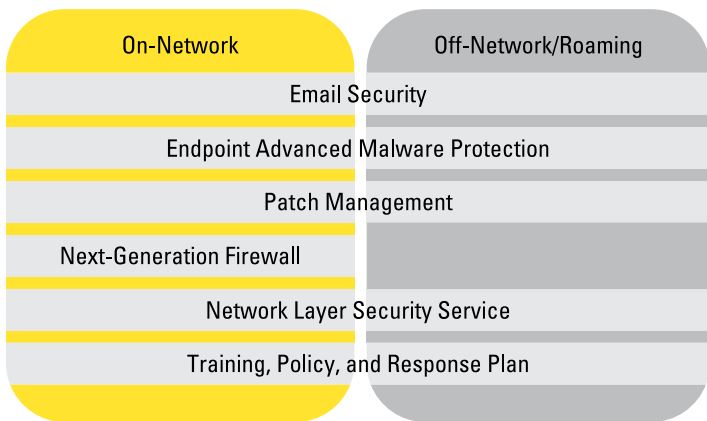 On-Network
Off-Network/Roaming
Email Security
Endpoint Advanced Malware Protection
Patch Management
Next-Generation Firewall
Network Layer Security Service
Training, Policy, and Response Plan